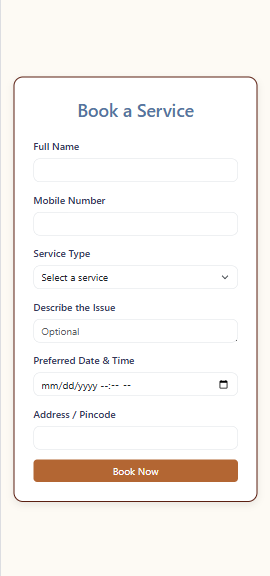 Book a Service
Full Name
Mobile Number
Service Type
Select a service
Describe the Issue
Optional
Preferred Date & Time
mm/dd/yyyy --:-- --
Address / Pincode
Book Now